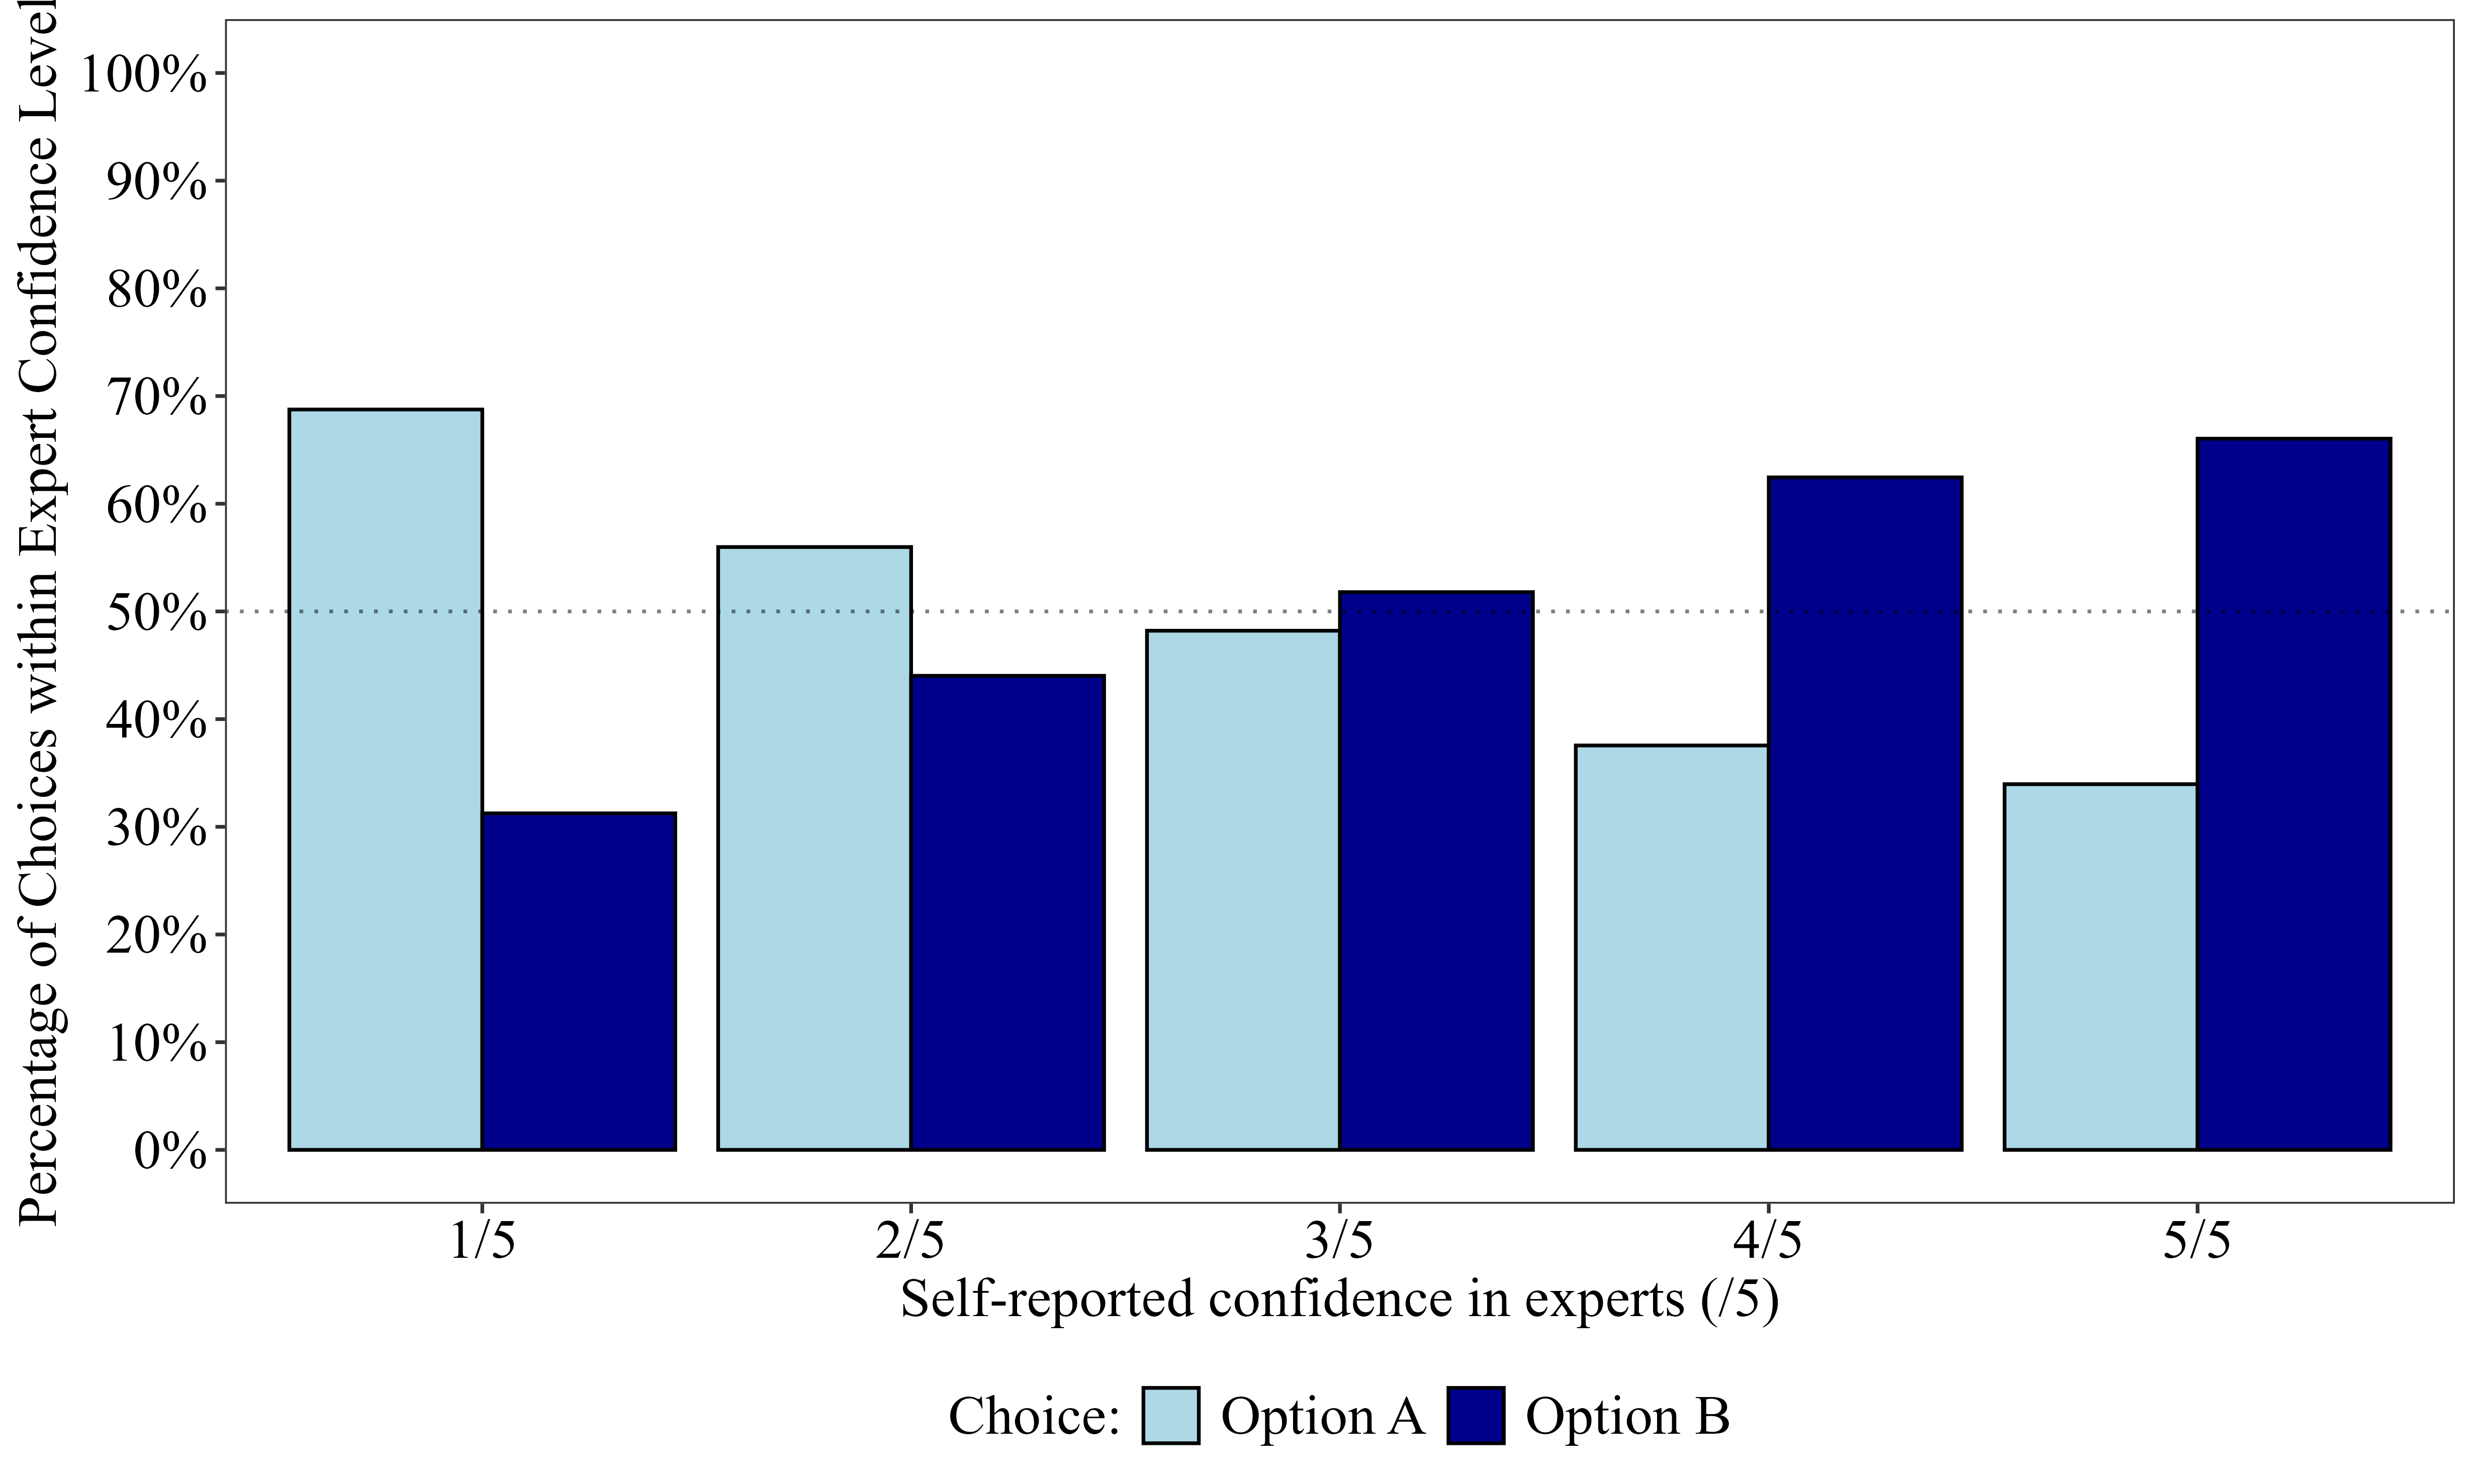 Percentage of Choices within Expert Confidence Level
100%
90%
80%
70%
60%
50%
40%
30%
20%
10%
0%
1/5 2/5 3/5 4/5 5/5
Self-reported confidence in experts (/5)
Choice: Option A Option B